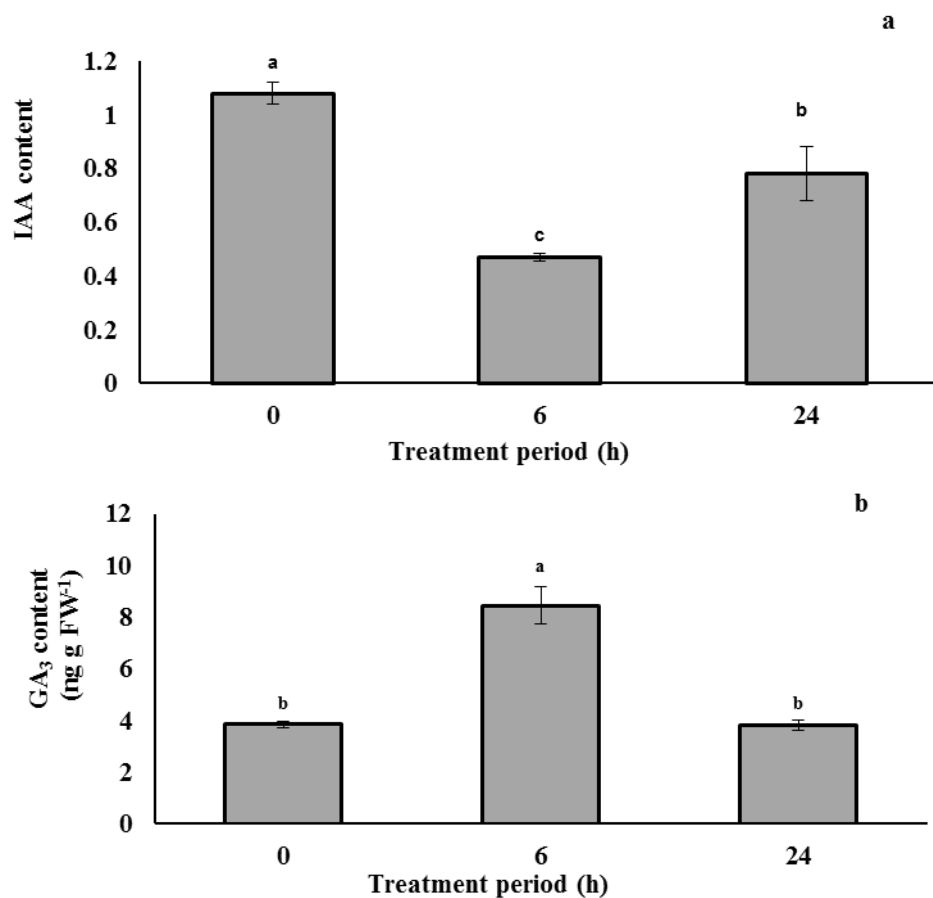 a
1.2
1
0.8
0.6
0.4
0.2
0
IAA content
a
c
b
0 6 24
Treatment period (h)
b
12
10
8
6
4
2
0
GA₃ content
(ng g FW⁻¹)
b
a
b
0 6 24
Treatment period (h)